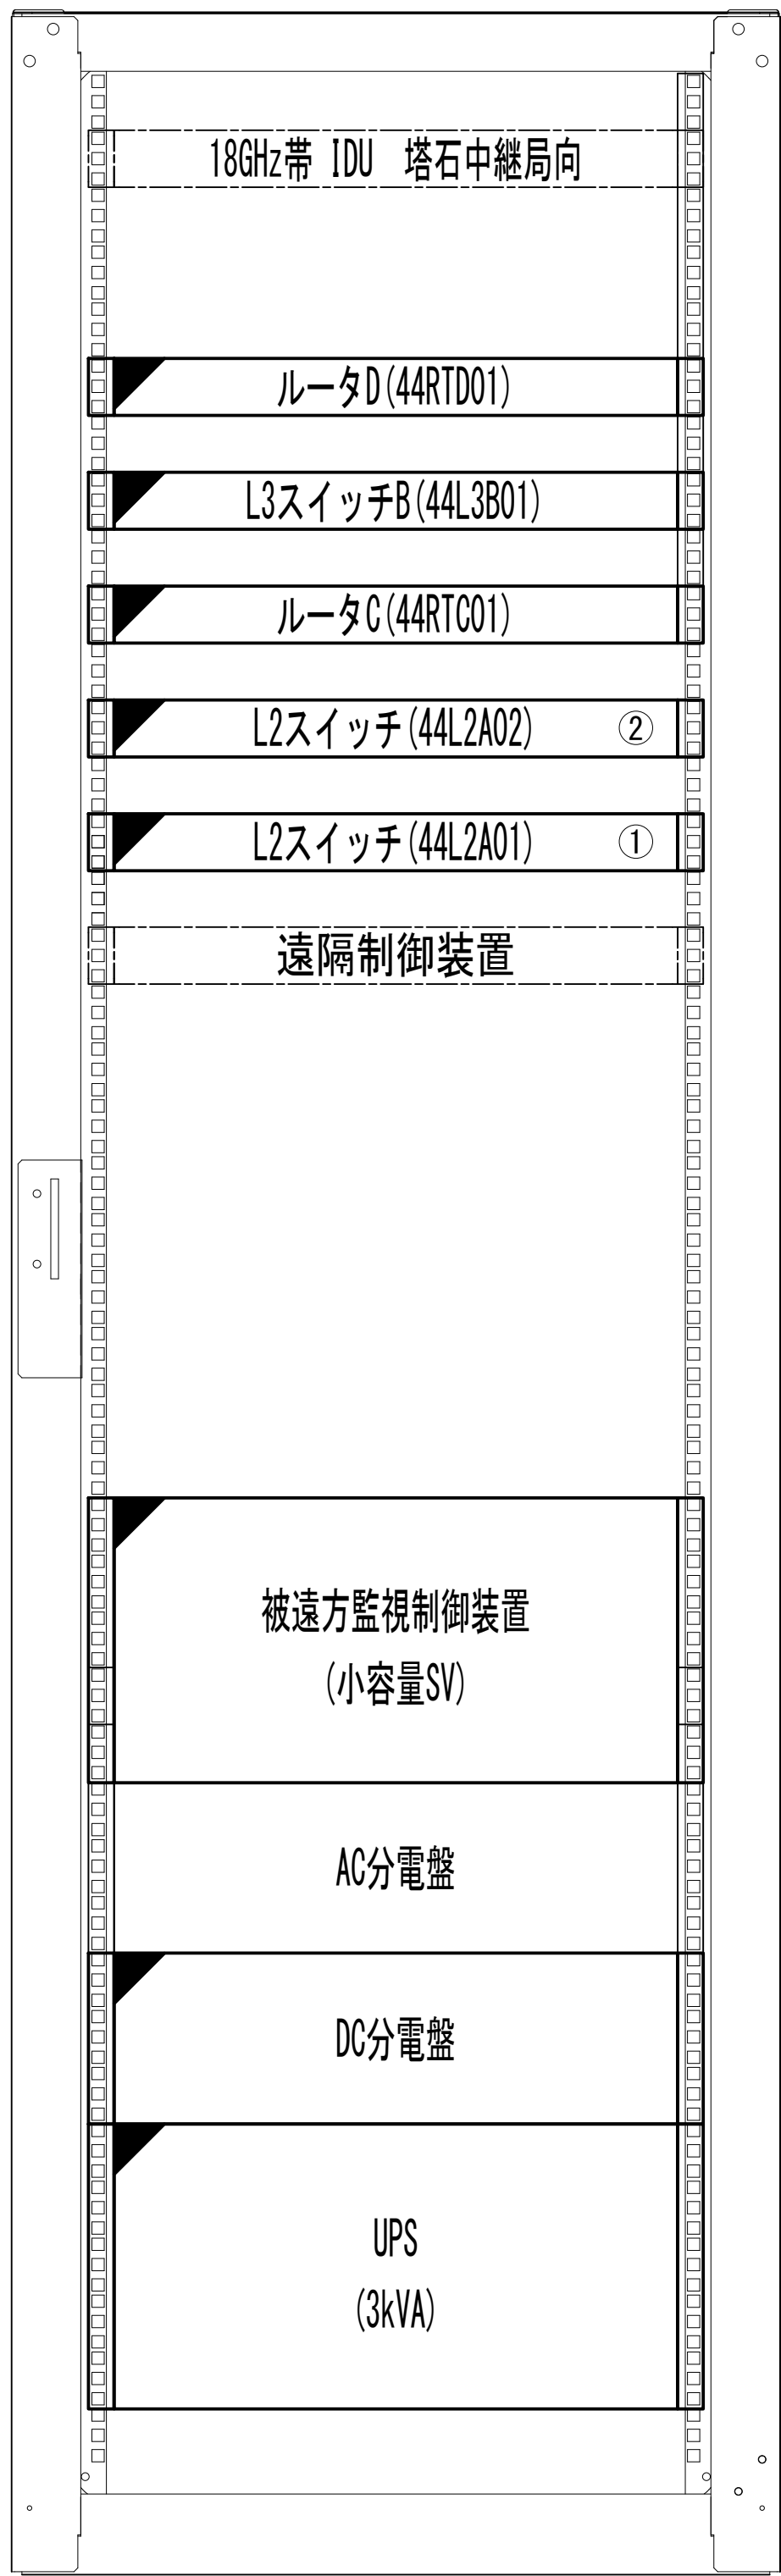 18GHz帯 IDU　塔石中継局向
ルータD(44RTD01)
L3スイッチB(44L3B01)
ルータC(44RTC01)
L2スイッチ(44L2A02) ②
L2スイッチ(44L2A01) ①
遠隔制御装置
被遠方監視制御装置
(小容量SV)
AC分電盤
DC分電盤
UPS
(3kVA)